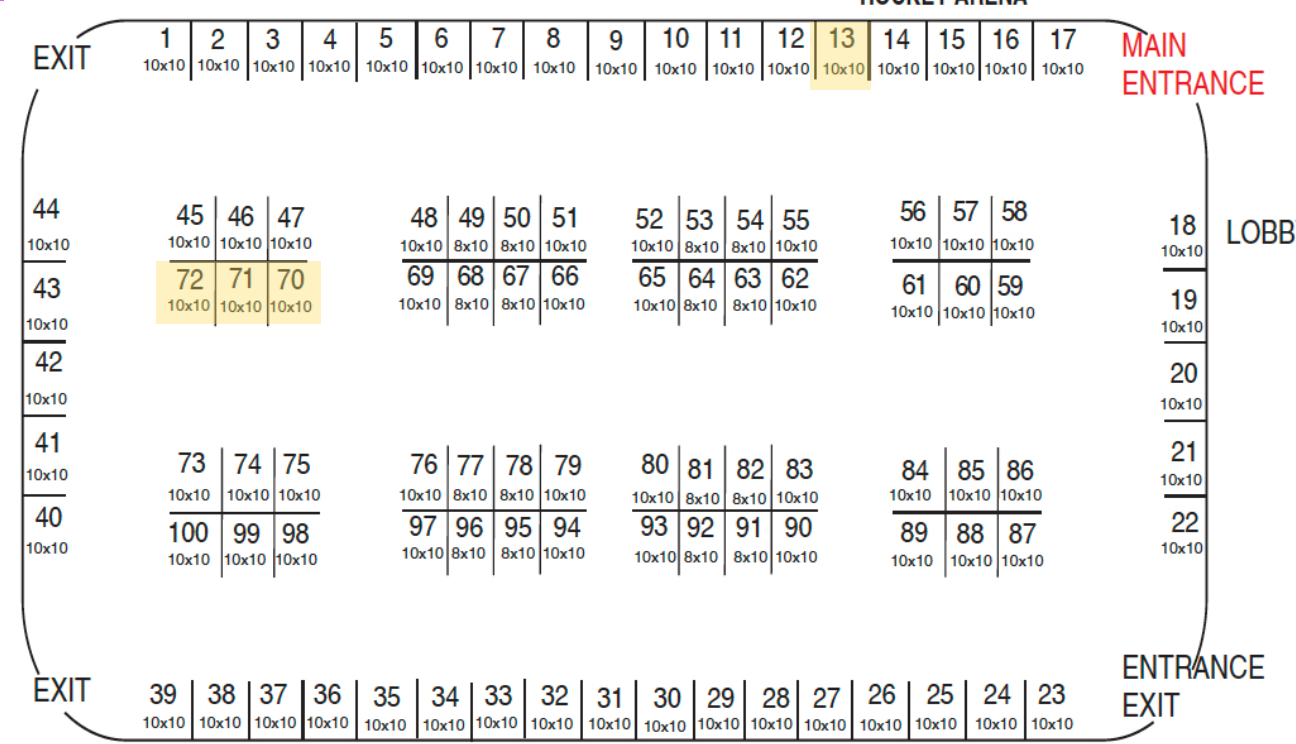 HOCKEY ARENA
EXIT
1 2 3 4 5 6 7 8 9 10 11 12 13 14 15 16 17
10x10 10x10 10x10 10x10 10x10 10x10 10x10 10x10 10x10 10x10 10x10 10x10 10x10 10x10 10x10 10x10 10x10
MAIN
ENTRANCE
44
10x10
43
10x10
42
10x10
41
10x10
40
10x10
45 46 47
10x10 10x10 10x10
72 71 70
10x10 10x10 10x10
48 49 50 51
10x10 8x10 8x10 10x10
69 68 67 66
10x10 8x10 8x10 10x10
52 53 54 55
10x10 8x10 8x10 10x10
65 64 63 62
10x10 8x10 8x10 10x10
56 57 58
10x10 10x10 10x10
61 60 59
10x10 10x10 10x10
18
10x10
19
10x10
20
10x10
21
10x10
22
10x10
LOBB
73 74 75
10x10 10x10 10x10
100 99 98
10x10 10x10 10x10
76 77 78 79
10x10 8x10 8x10 10x10
97 96 95 94
10x10 8x10 8x10 10x10
80 81 82 83
10x10 8x10 8x10 10x10
93 92 91 90
10x10 8x10 8x10 10x10
84 85 86
10x10 10x10 10x10
89 88 87
10x10 10x10 10x10
EXIT
39 38 37 36 35 34 33 32 31 30 29 28 27 26 25 24 23
10x10 10x10 10x10 10x10 10x10 10x10 10x10 10x10 10x10 10x10 10x10 10x10 10x10 10x10 10x10 10x10 10x10
ENTRANCE
EXIT